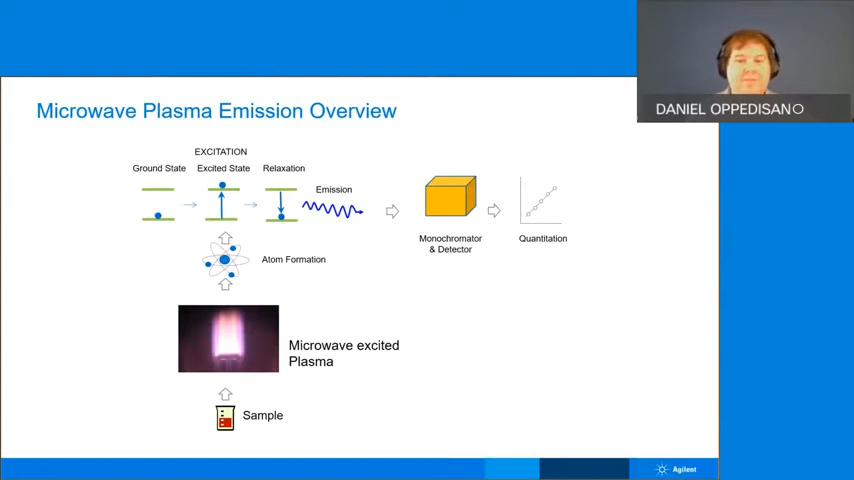 DANIEL OPPEDISANO
Microwave Plasma Emission Overview
EXCITATION
Ground State
Excited State
Relaxation
Emission
Monochromator
& Detector
Quantitation
Atom Formation
Microwave excited
Plasma
Sample
Agilent